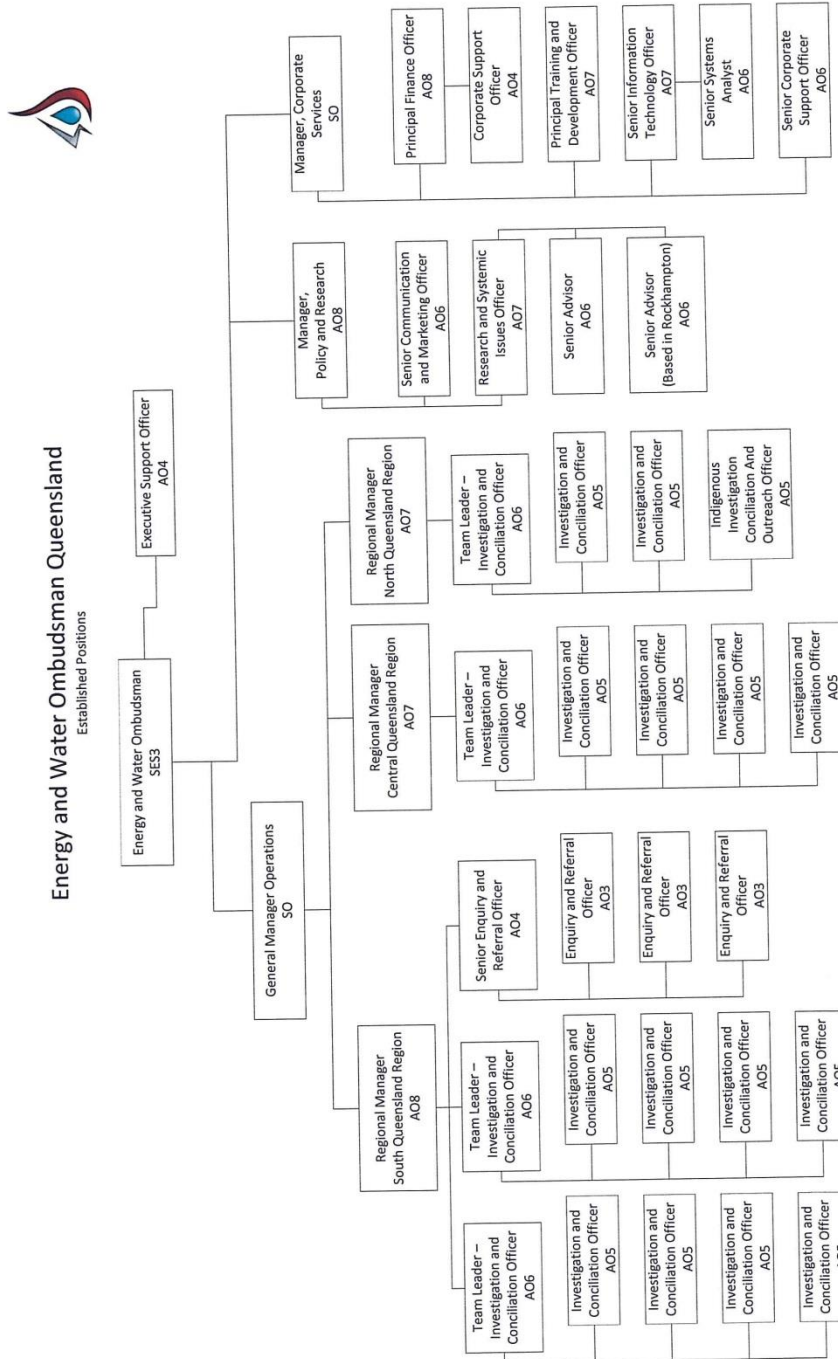 Energy and Water Ombudsman Queensland
Established Positions
Energy and Water Ombudsman
SES3
Executive Support Officer
AO4
General Manager Operations
SO
Regional Manager
South Queensland Region
AO8
Team Leader –
Investigation and
Conciliation Officer
AO6
Investigation and
Conciliation Officer
AO5
Investigation and
Conciliation Officer
AO5
Investigation and
Conciliation Officer
AO5
Investigation and
Conciliation Officer
Team Leader –
Investigation and
Conciliation Officer
AO6
Investigation and
Conciliation Officer
AO5
Investigation and
Conciliation Officer
AO5
Investigation and
Conciliation Officer
AO5
Investigation and
Conciliation Officer
Senior Enquiry and
Referral Officer
AO4
Enquiry and Referral
Officer
AO3
Enquiry and Referral
Officer
AO3
Enquiry and Referral
Officer
AO3
Regional Manager
Central Queensland Region
AO7
Team Leader –
Investigation and
Conciliation Officer
AO6
Investigation and
Conciliation Officer
AO5
Investigation and
Conciliation Officer
AO5
Investigation and
Conciliation Officer
AO5
Investigation and
Conciliation Officer
AO5
Regional Manager
North Queensland Region
AO7
Team Leader –
Investigation and
Conciliation Officer
AO6
Investigation and
Conciliation Officer
AO5
Investigation and
Conciliation Officer
AO5
Indigenous
Investigation
Conciliation And
Outreach Officer
AO5
Manager,
Policy and Research
AO8
Senior Communication
and Marketing Officer
AO6
Research and Systemic
Issues Officer
AO7
Senior Advisor
AO6
Senior Advisor
(Based in Rockhampton)
AO6
Manager, Corporate
Services
SO
Principal Finance Officer
AO8
Corporate Support
Officer
AO4
Principal Training and
Development Officer
AO7
Senior Information
Technology Officer
AO7
Senior Systems
Analyst
AO6
Senior Corporate
Support Officer
AO6